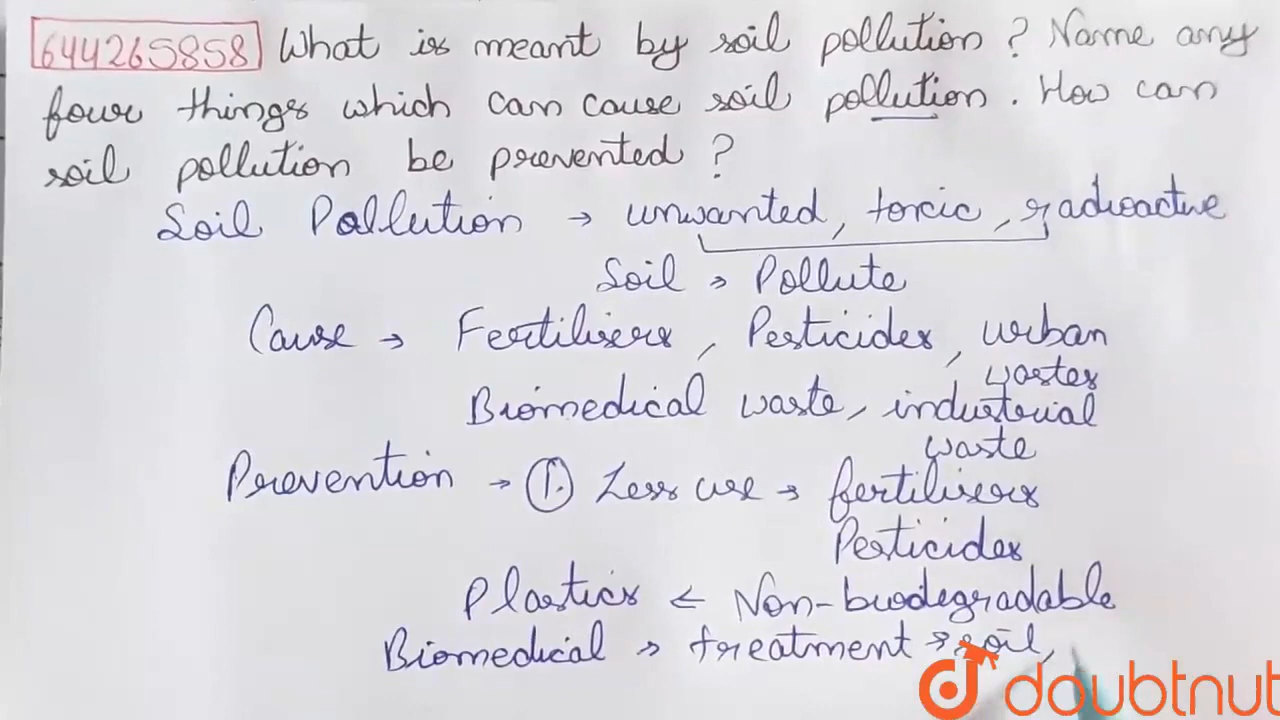 644265858 What is meant by soil pollution ? Name any
four things which can cause soil pollution . How can
soil pollution be prevented ?
Soil Pollution → unwanted, toxic, radioactive
Soil → Pollute
Cause → Fertilisers, Pesticides, urban
wastes
Biomedical waste, industrial
waste
Prevention → 1. Less use → fertilisers
Pesticides
Plastics ← Non-biodegradable
Biomedical → treatment → soil,
doubtnut